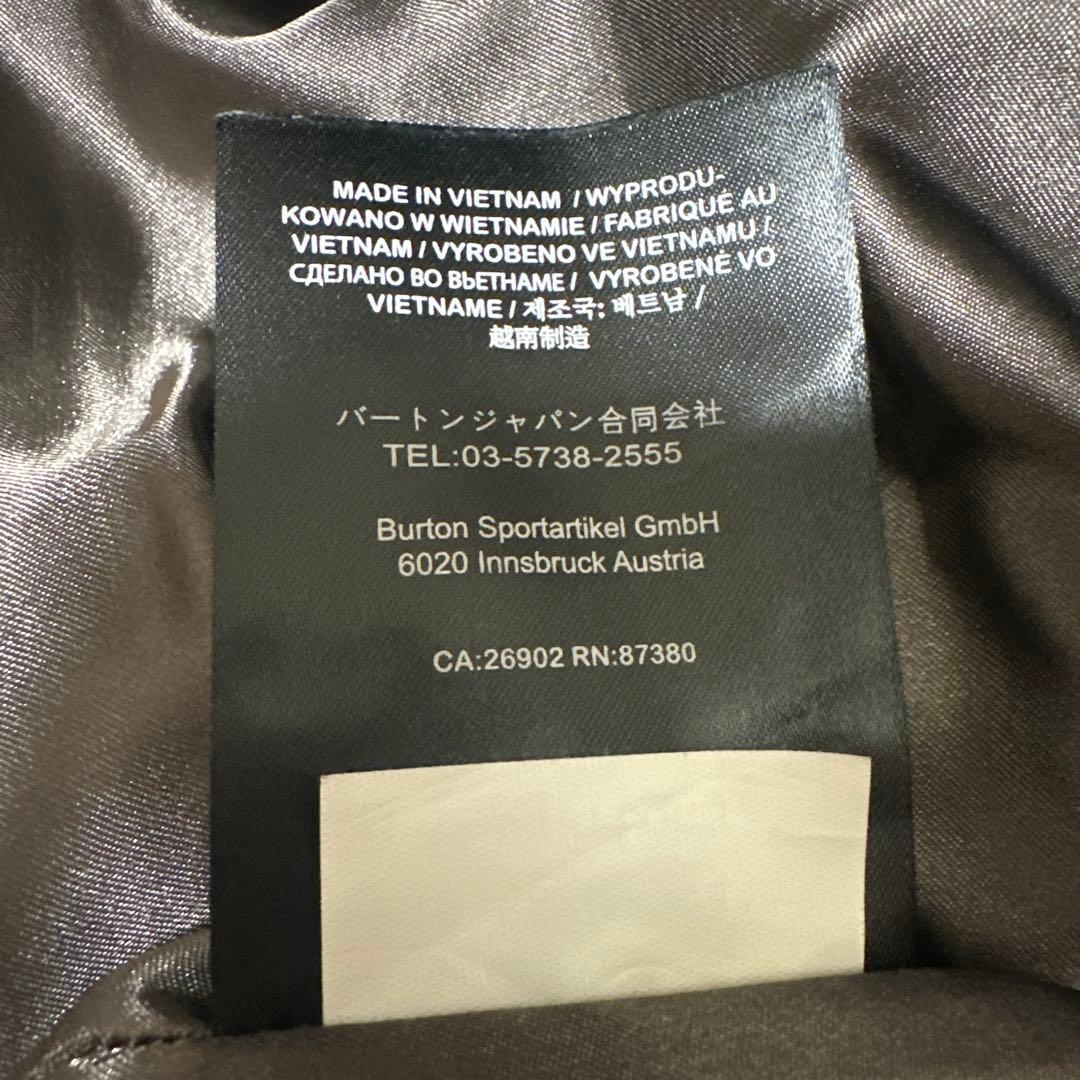 MADE IN VIETNAM / WYPRODU-
KOWANO W WIETNAMIE / FABRIQUÉ AU
VIETNAM / VYROBENO VE VIETNAMU /
СДЕЛАНО ВО ВЬЕТНАМЕ / VYROBENÉ VO
VIETNAME / 제조국: 베트남 /
越南制造
バートンジャパン合同会社
TEL:03-5738-2555
Burton Sportartikel GmbH
6020 Innsbruck Austria
CA:26902 RN:87380